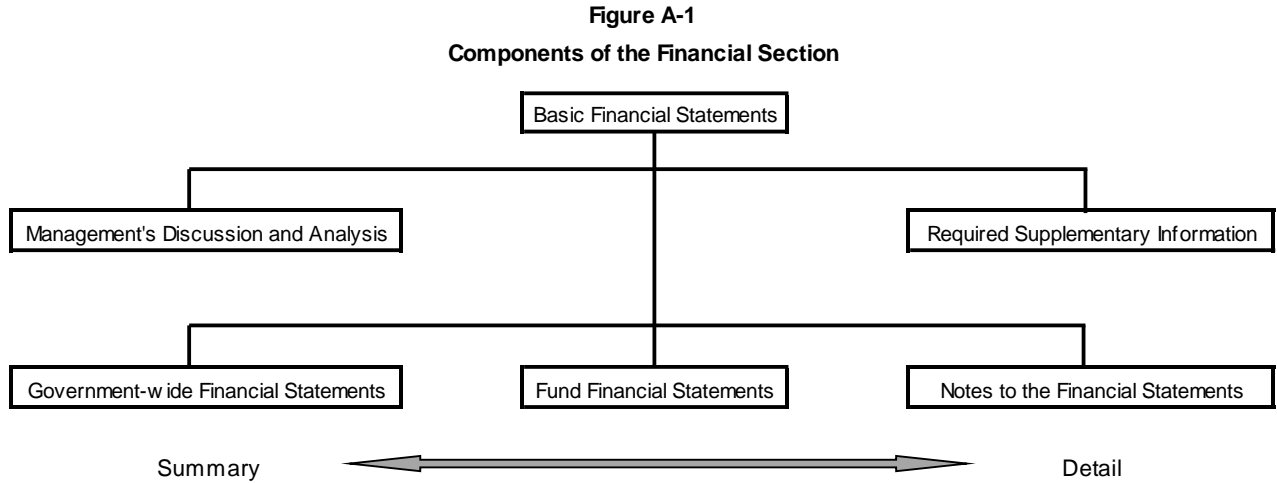 Figure A-1
Components of the Financial Section
Basic Financial Statements
Management's Discussion and Analysis
Required Supplementary Information
Government-wide Financial Statements
Fund Financial Statements
Notes to the Financial Statements
Summary
Detail